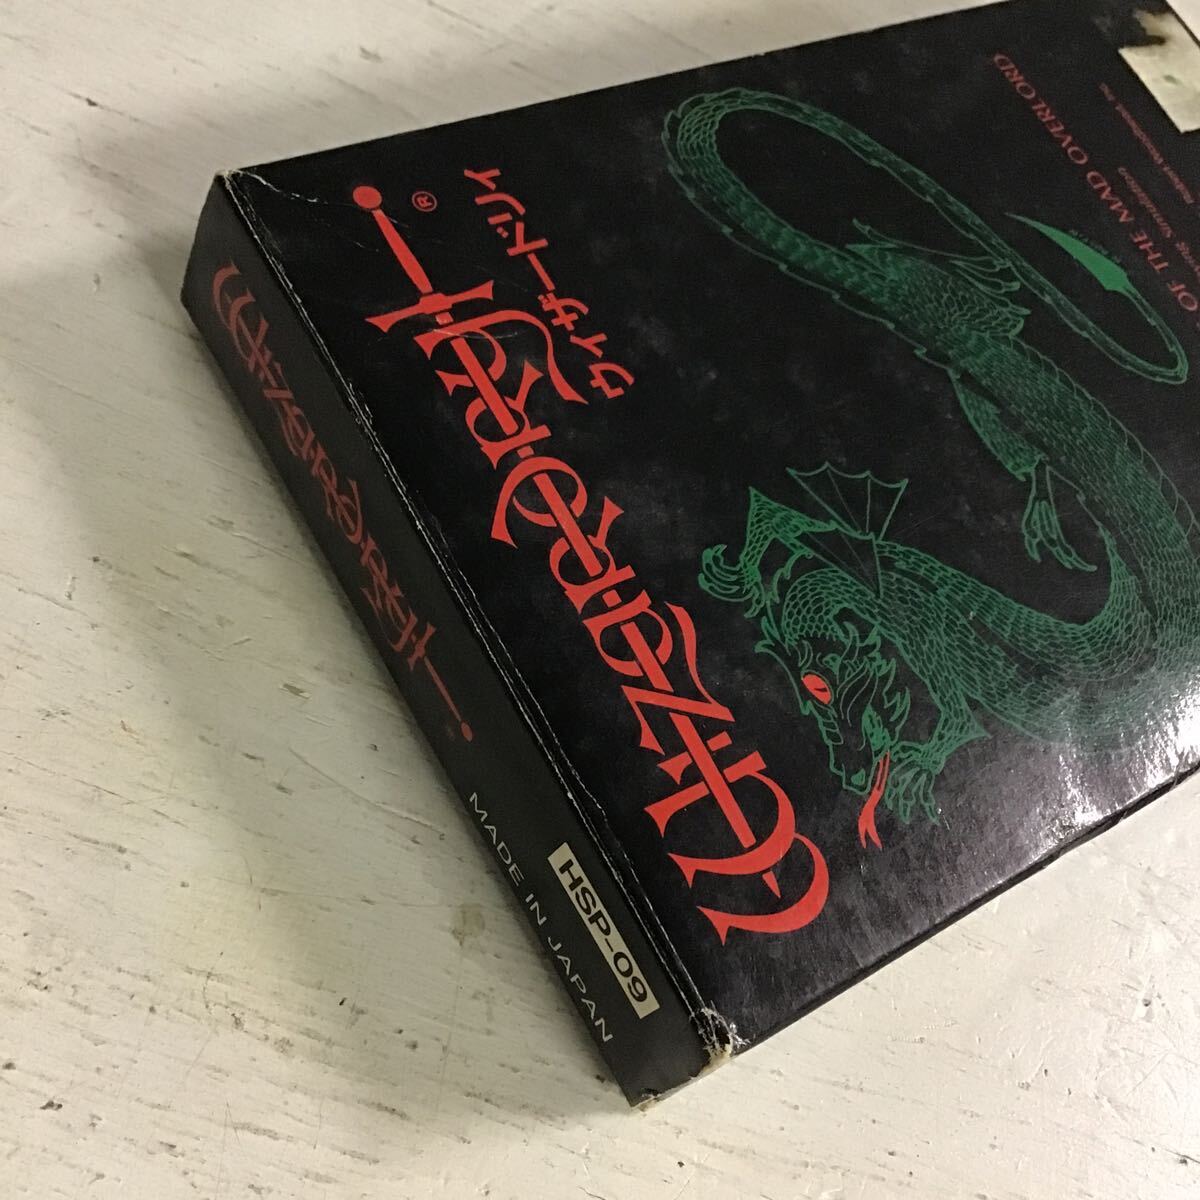 Wizardry
®
ウィザードリィ
OF THE MAD OVERLORD
Wizardry
HSP-09
MADE IN JAPAN